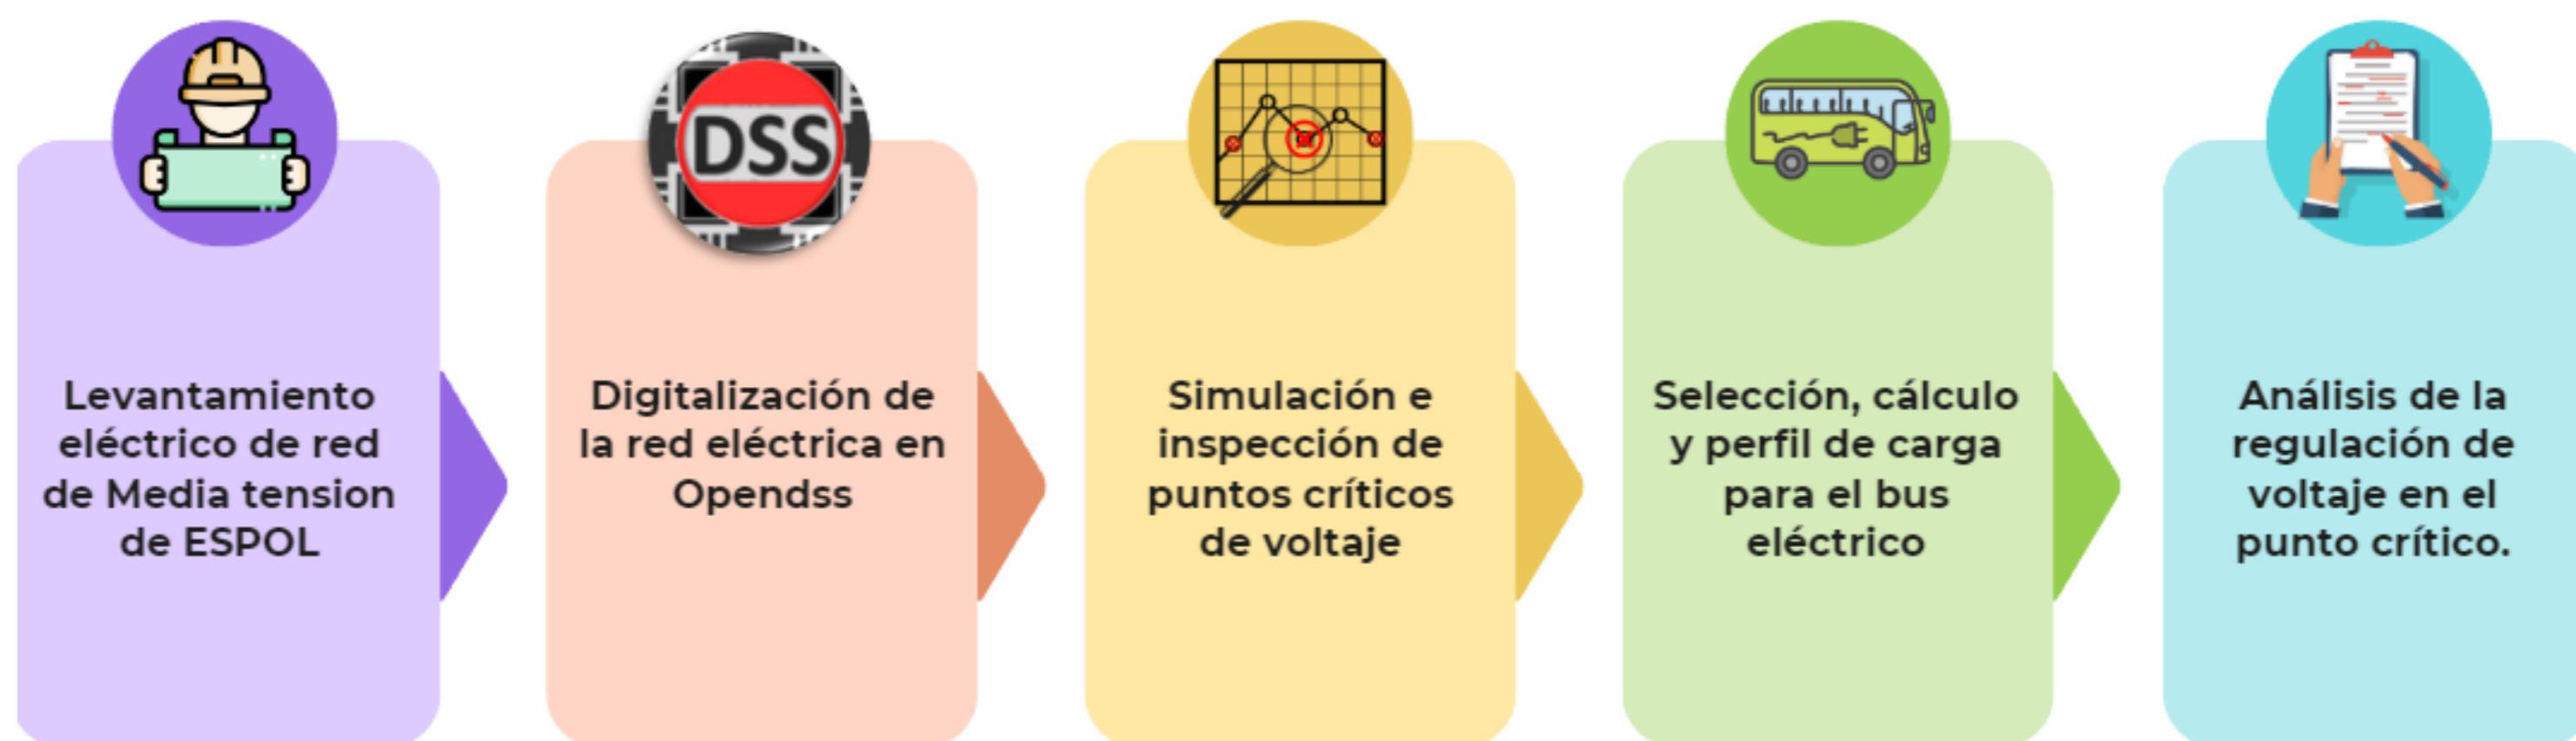 DSS
Levantamiento
eléctrico de red
de Media tension
de ESPOL
Digitalización de
la red eléctrica en
Opendss
Simulación e
inspección de
puntos críticos
de voltaje
Selección, cálculo
y perfil de carga
para el bus
eléctrico
Análisis de la
regulación de
voltaje en el
punto crítico.